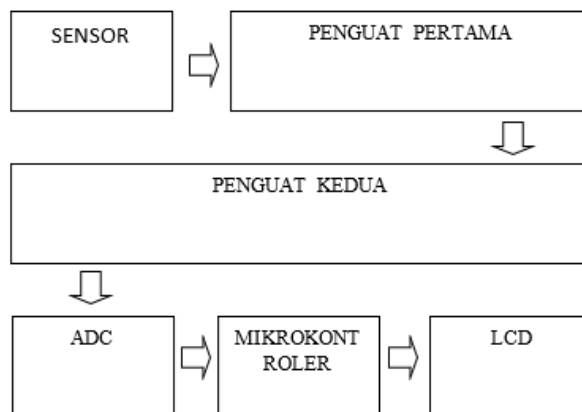 SENSOR
PENGUAT PERTAMA
PENGUAT KEDUA
ADC
MIKROKONT
ROLER
LCD